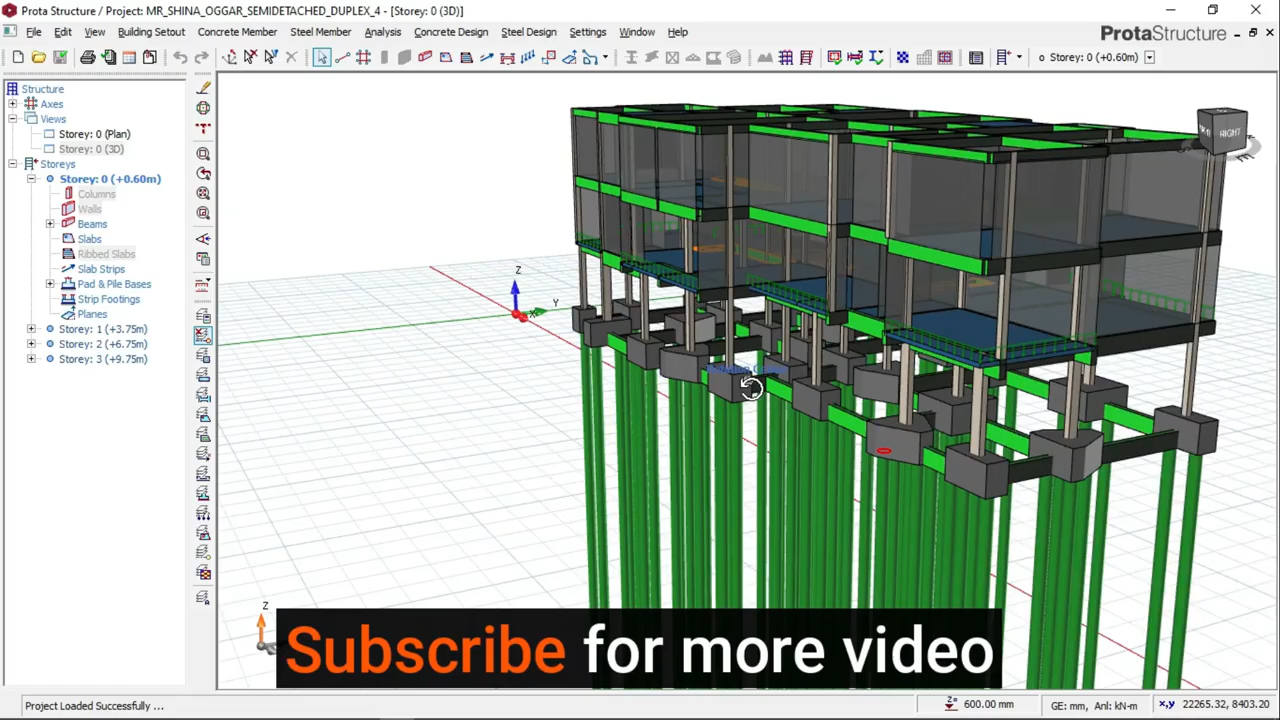 Prota Structure / Project: MR_SHINA_OGGAR_SEMIDETACHED_DUPLEX_4 - [Storey: 0 (3D)]
File Edit View Building Setout Concrete Member Steel Member Analysis Concrete Design Steel Design Settings Window Help
ProtaStructure
o Storey: 0 (+0.60m)
Structure
Axes
Views
Storey: 0 (Plan)
Storey: 0 (3D)
Storeys
Storey: 0 (+0.60m)
Columns
Walls
Beams
Slabs
Ribbed Slabs
Slab Strips
Pad & Pile Bases
Strip Footings
Planes
Storey: 1 (+3.75m)
Storey: 2 (+6.75m)
Storey: 3 (+9.75m)
RIGHT
Z
Y
X
Z
Subscribe for more video
Project Loaded Successfully ...
Z= 600.00 mm
GE: mm, Anl: kN-m
x,y 22265.32, 8403.20